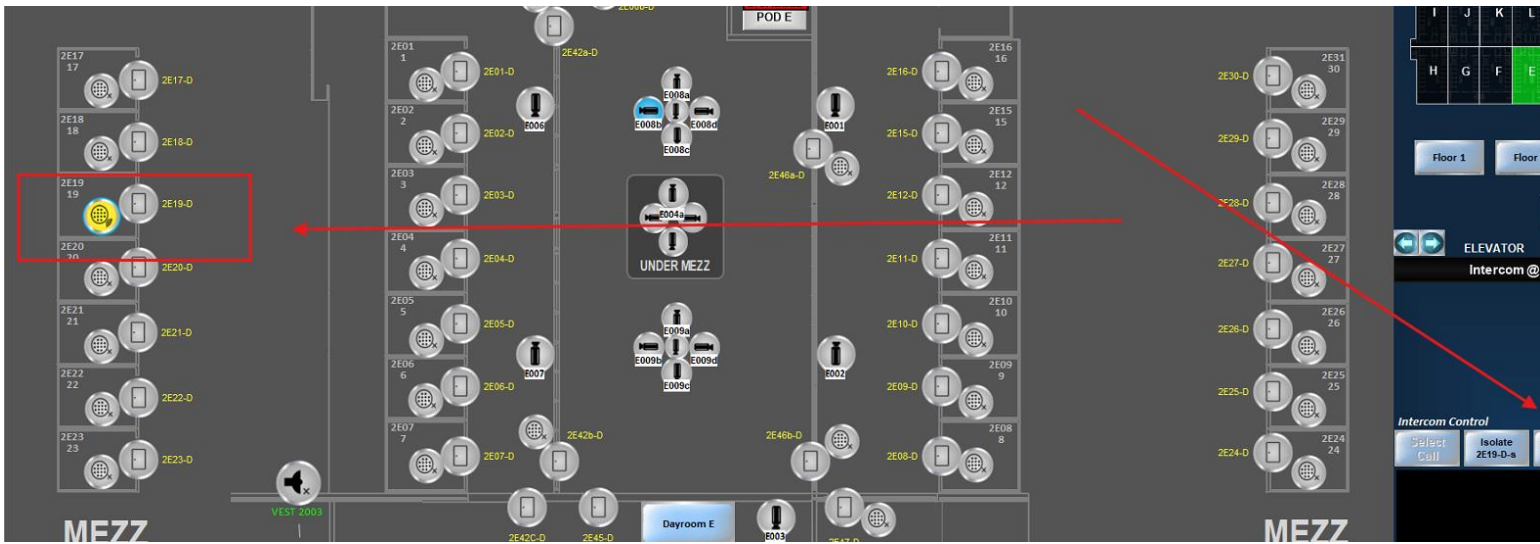 POD E
2E17
17
2E17-D
2E18
18
2E18-D
2E19
19
2E19-D
2E20
20
2E20-D
2E21
21
2E21-D
2E22
22
2E22-D
2E23
23
2E23-D
MEZZ
VEST 2003
2E01
1
2E01-D
2E02
2
2E02-D
2E03
3
2E03-D
2E04
4
2E04-D
2E05
5
2E05-D
2E06
6
2E06-D
2E07
7
2E07-D
2E42a-D
E006
E008a
E008b
E008d
E008c
E001
2E46a-D
E004a
UNDER MEZZ
E009a
E009b
E009d
E009c
E007
E002
2E42b-D
2E46b-D
2E42C-D
2E45-D
Dayroom E
E003
2E47-D
2E16
16
2E16-D
2E15
15
2E15-D
2E12
12
2E12-D
2E11
11
2E11-D
2E10
10
2E10-D
2E09
9
2E09-D
2E08
8
2E08-D
2E31
30
2E30-D
2E29
29
2E29-D
2E28
28
2E28-D
2E27
27
2E27-D
2E26
26
2E26-D
2E25
25
2E25-D
2E24
24
2E24-D
MEZZ
I J K L
H G F E
Floor 1
Floor
ELEVATOR
Intercom @
Intercom Control
Select
Call
Isolate
2E19-D-s